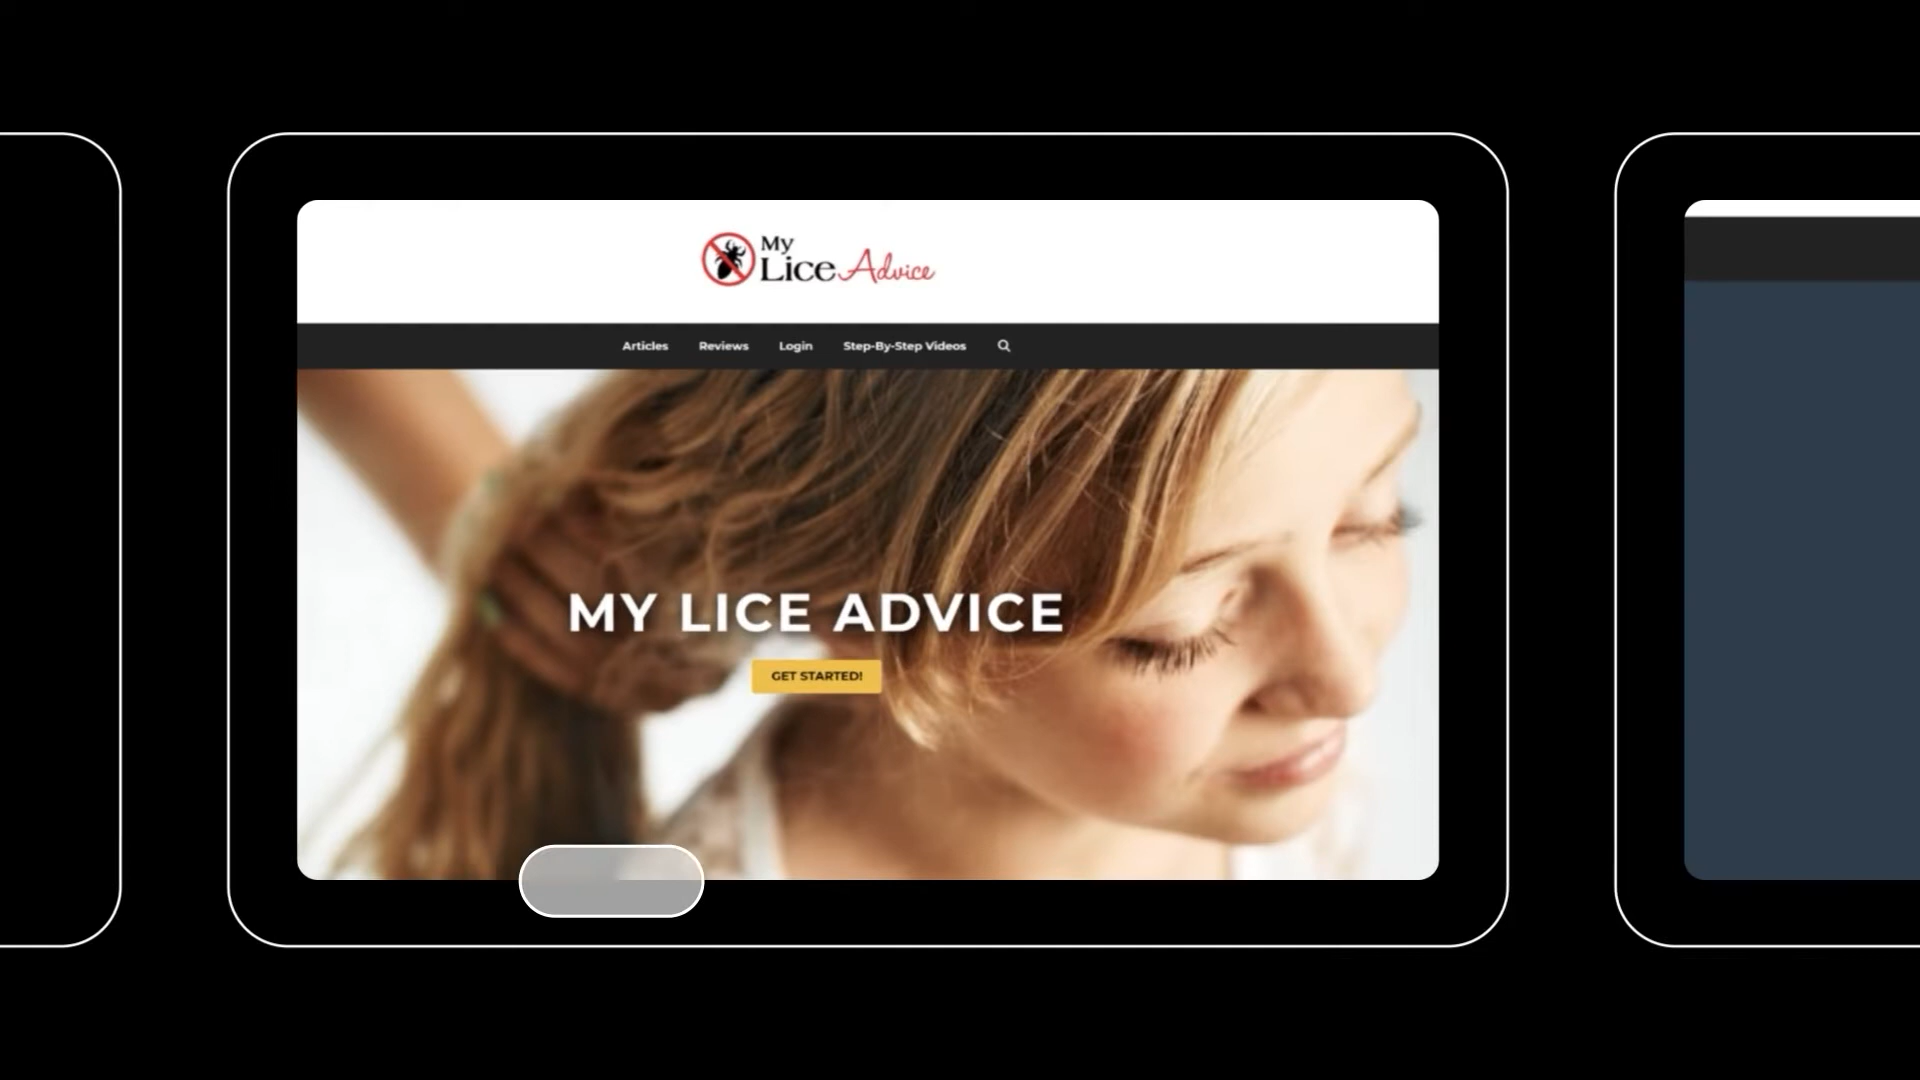 My
Lice Advice
Articles Reviews Login Step-By-Step Videos
MY LICE ADVICE
GET STARTED!